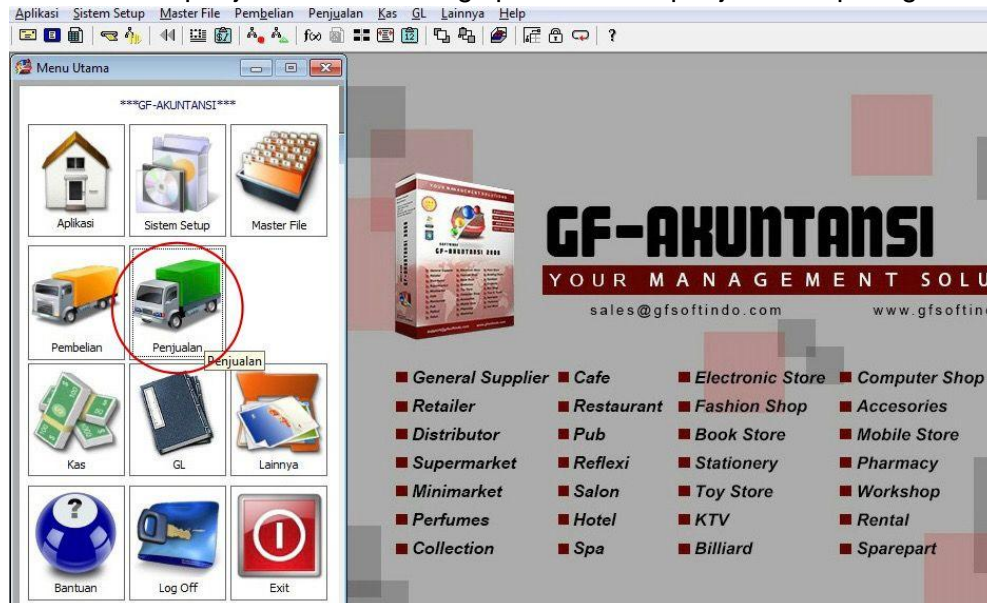 Aplikasi Sistem Setup Master File Pembelian Penjualan Kas GL Lainnya Help
Menu Utama
***GF-AKUNTANSI***
Aplikasi Sistem Setup Master File
Pembelian Penjualan
Penjualan
Kas GL Lainnya
Bantuan Log Off Exit
GF-AKUNTANSI
YOUR MANAGEMENT SOLU
sales@gfsoftindo.com www.gfsoftind
General Supplier Cafe Electronic Store Computer Shop
Retailer Restaurant Fashion Shop Accesories
Distributor Pub Book Store Mobile Store
Supermarket Reflexi Stationery Pharmacy
Minimarket Salon Toy Store Workshop
Perfumes Hotel KTV Rental
Collection Spa Billiard Sparepart